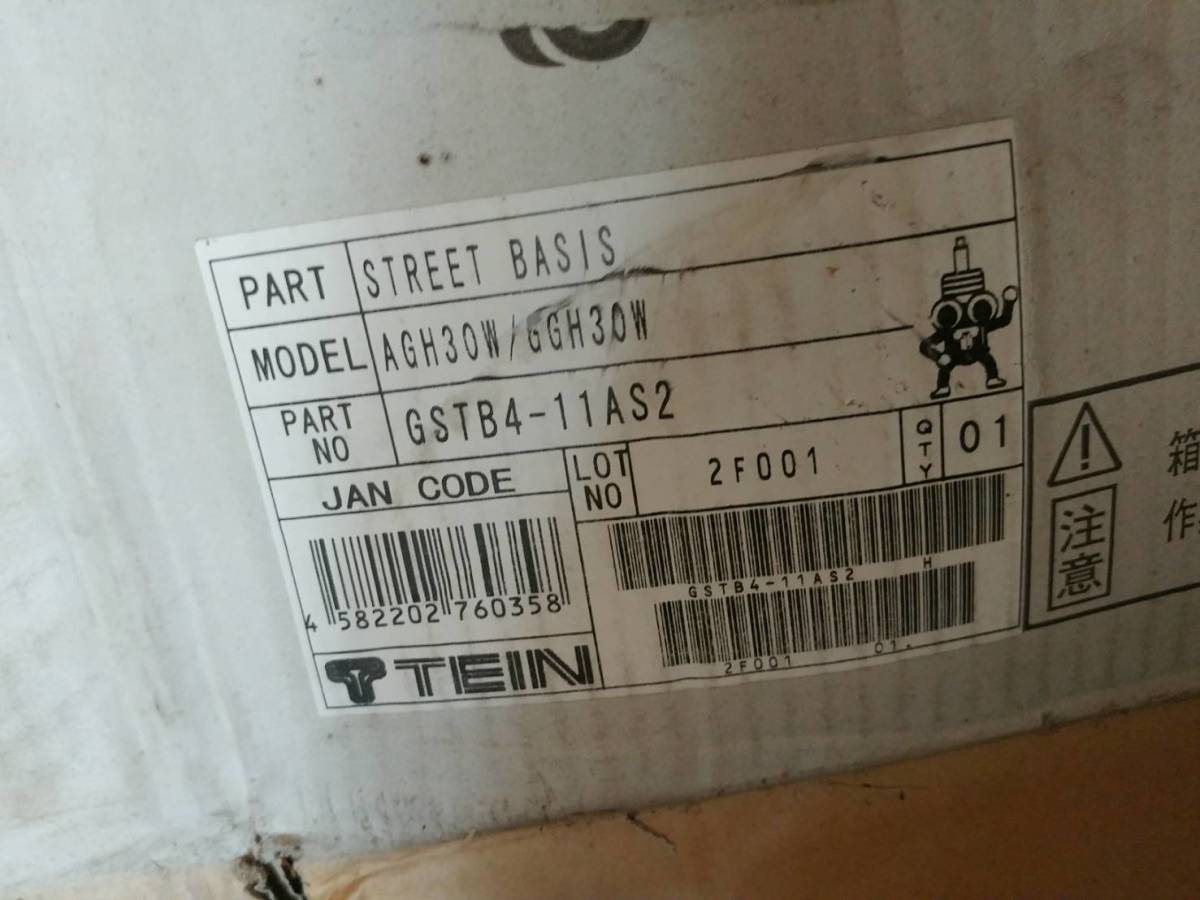 PART STREET BASIS
MODEL AGH30W/GGH30W
PART NO GSTB4-11AS2
JAN CODE
LOT NO 2F001
QTY 01
4 582202 760358
GSTB4-11AS2 H
2F001 01.
TEIN
注意
箱
作